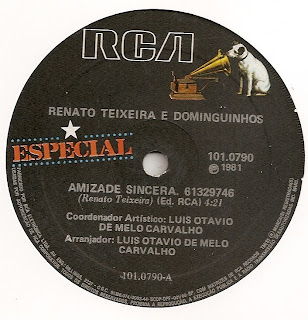 RCA
RENATO TEIXEIRA E DOMINGUINHOS
ESPECIAL
101.0790
℗ 1981
AMIZADE SINCERA. 61329746
(Renato Teixeira) (Ed. RCA) 4:21
Coordenador Artístico: LUIS OTAVIO
DE MELO CARVALHO
Arranjador: LUIS OTAVIO DE MELO
CARVALHO
101.0790-A